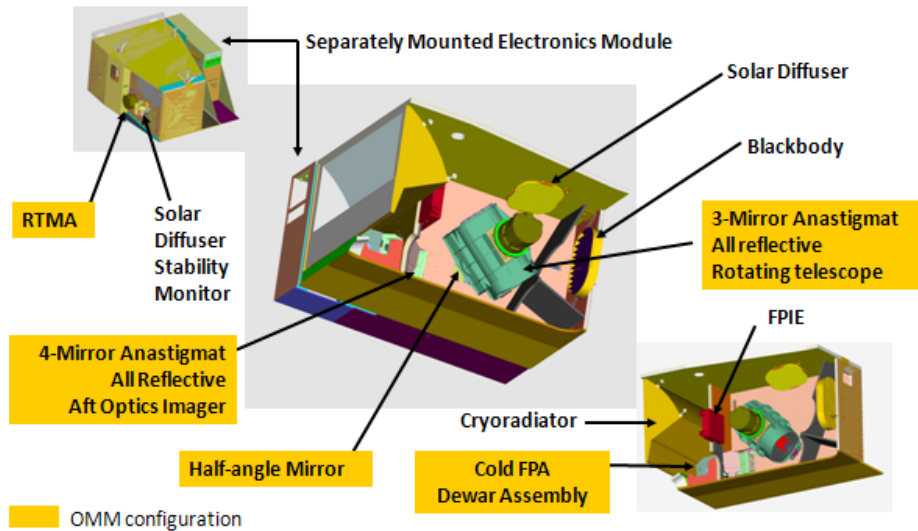 Separately Mounted Electronics Module
Solar Diffuser
Blackbody
RTMA
Solar
Diffuser
Stability
Monitor
3-Mirror Anastigmat
All reflective
Rotating telescope
FPIE
4-Mirror Anastigmat
All Reflective
Aft Optics Imager
Cryoradiator
Half-angle Mirror
Cold FPA
Dewar Assembly
OMM configuration